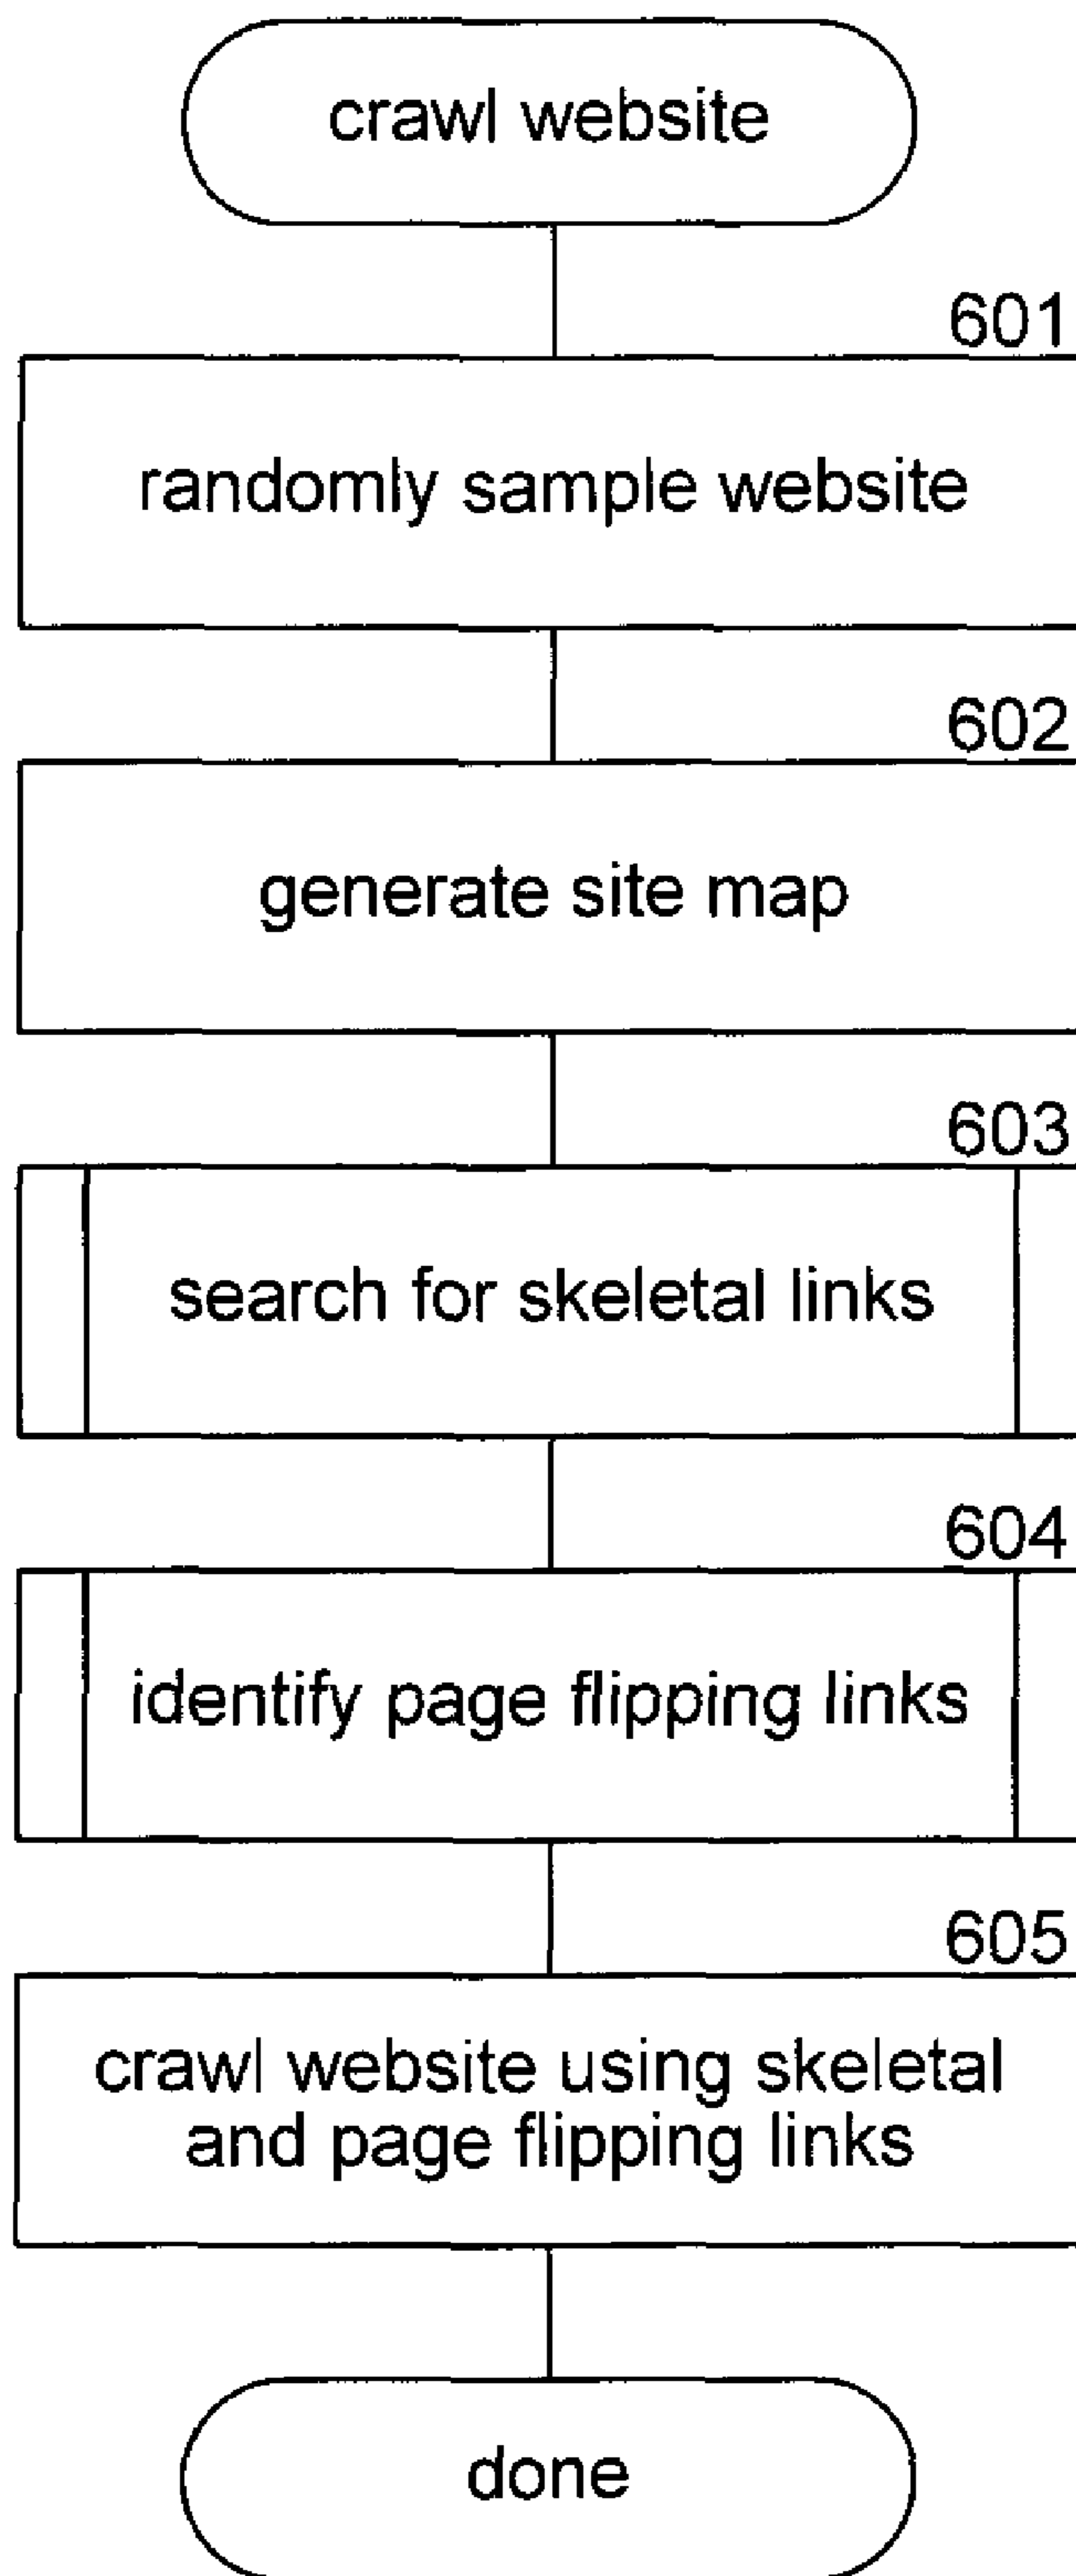 crawl website
601
randomly sample website
602
generate site map
603
search for skeletal links
604
identify page flipping links
605
crawl website using skeletal
and page flipping links
done